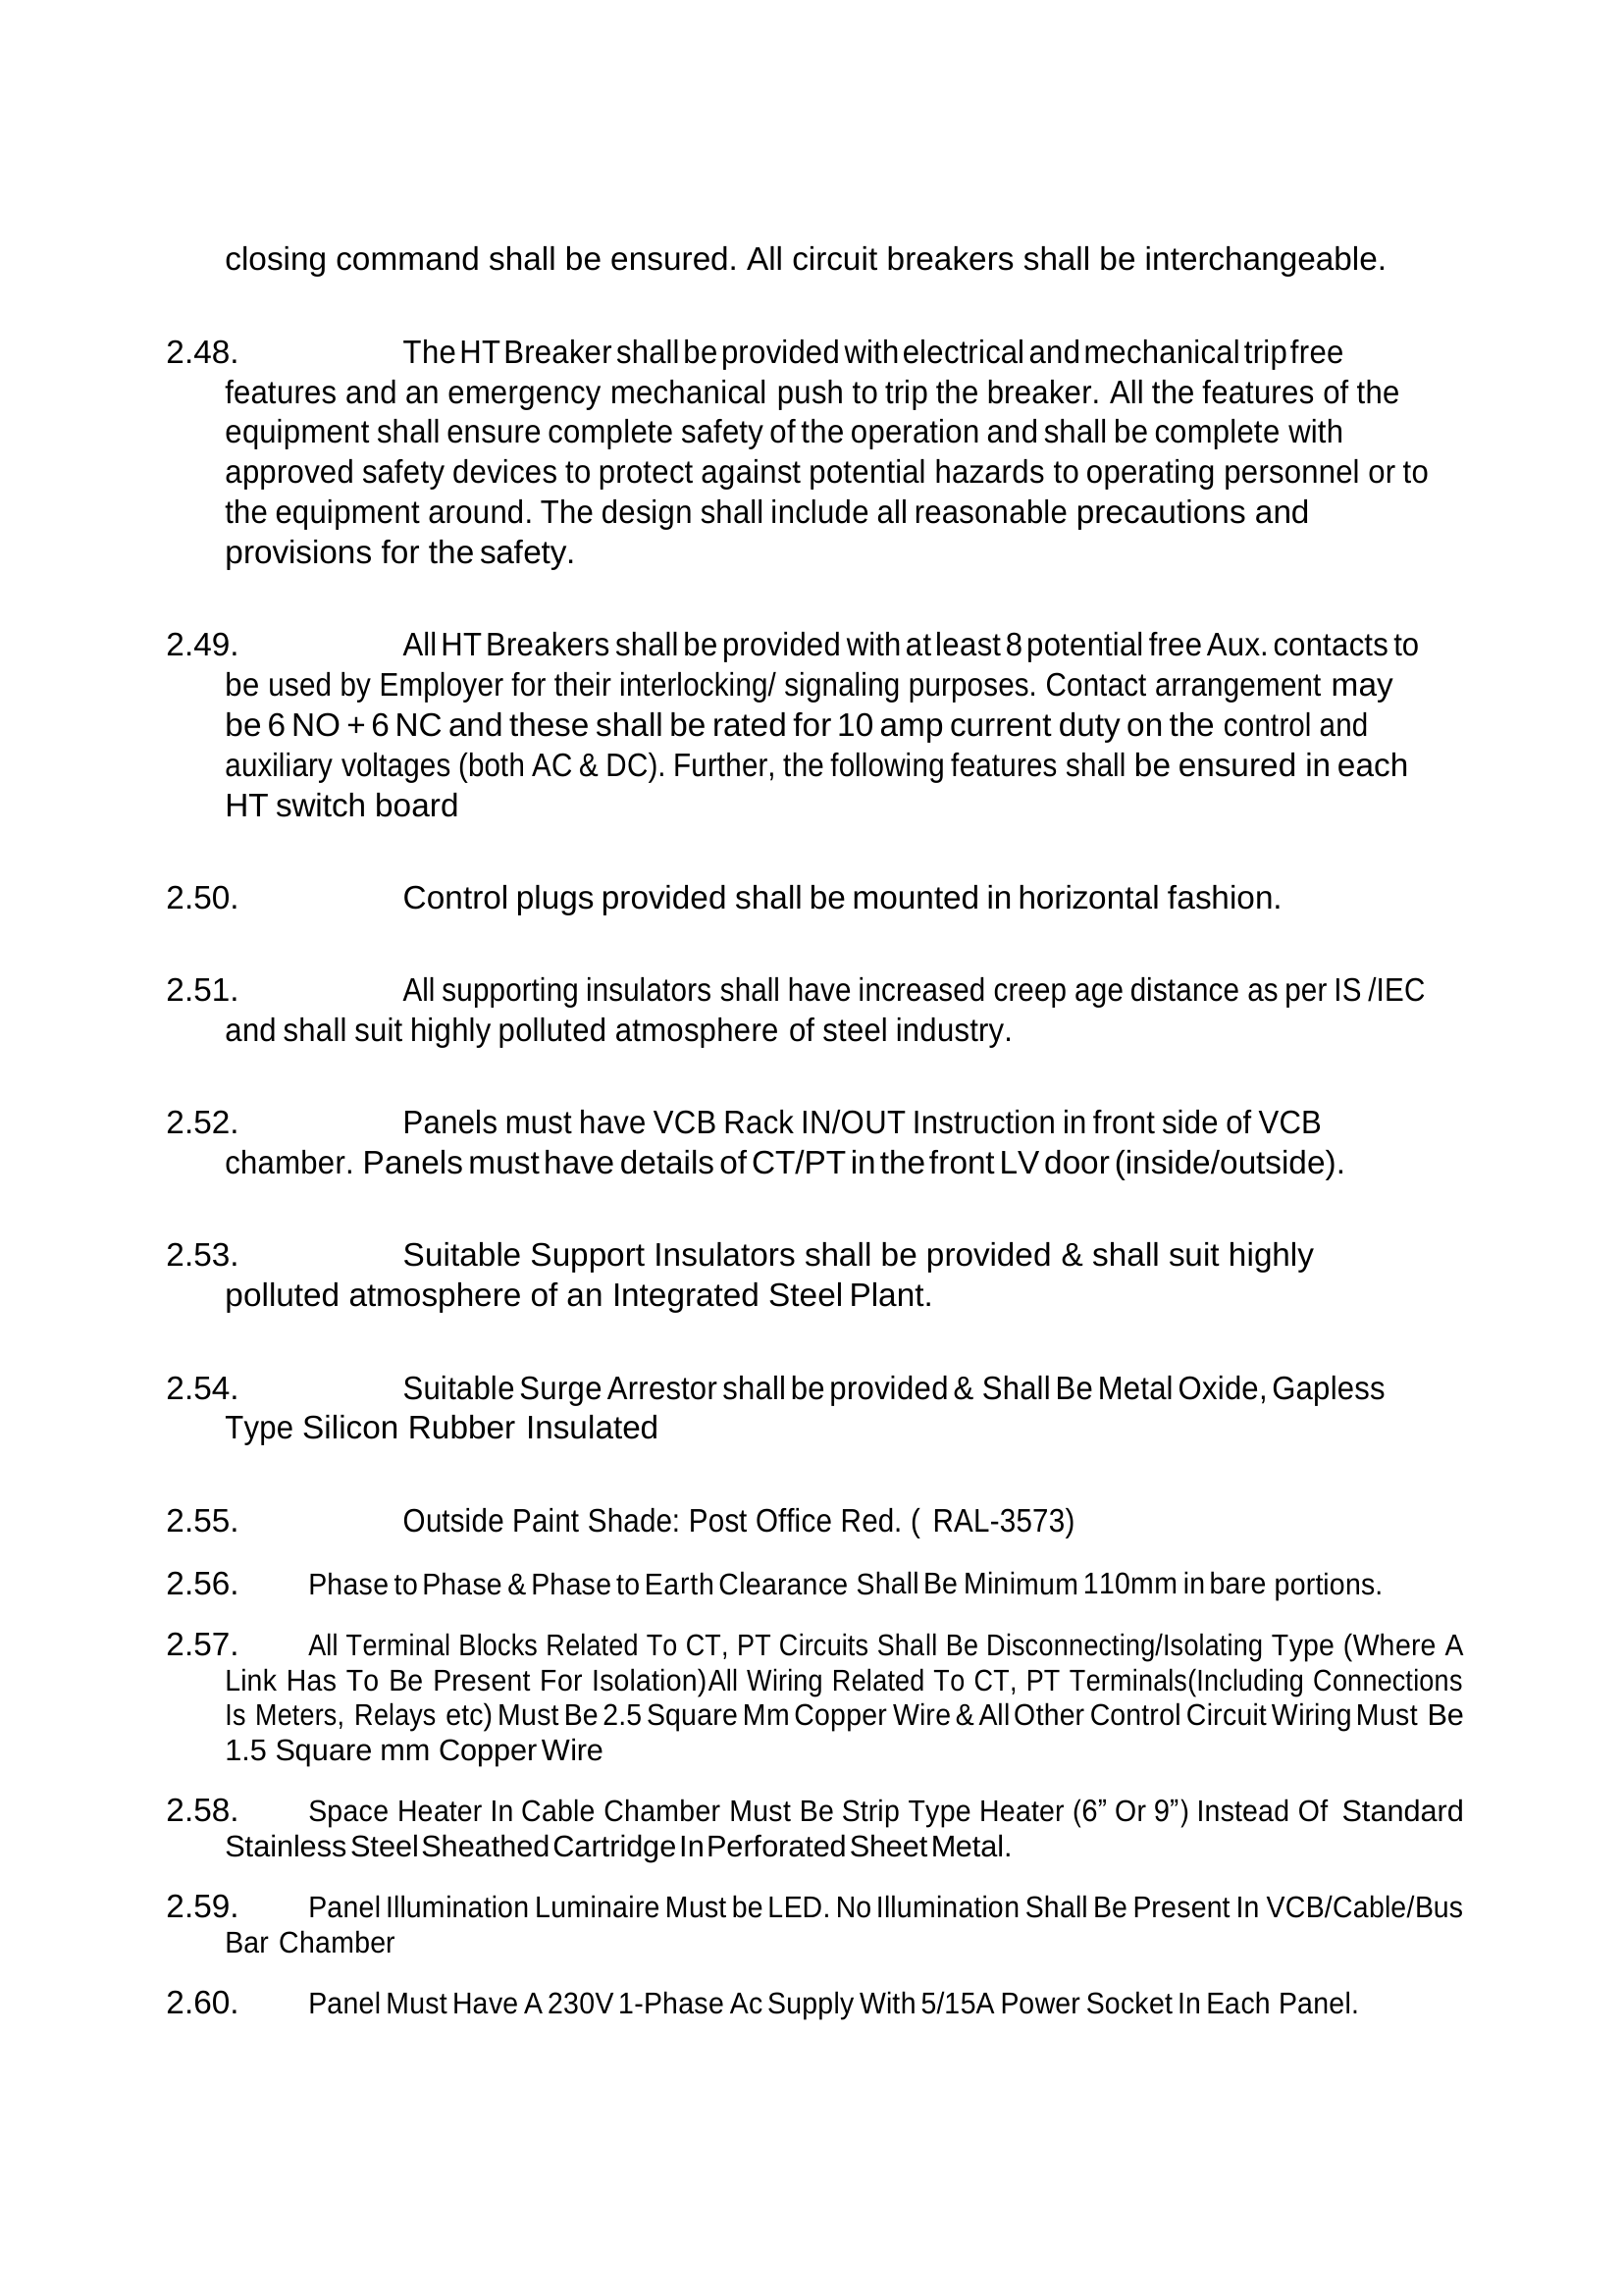 closing command shall be ensured. All circuit breakers shall be interchangeable.
2.48. The HT Breaker shall be provided with electrical and mechanical trip free
features and an emergency mechanical push to trip the breaker. All the features of the
equipment shall ensure complete safety of the operation and shall be complete with
approved safety devices to protect against potential hazards to operating personnel or to
the equipment around. The design shall include all reasonable precautions and
provisions for the safety.
2.49. All HT Breakers shall be provided with at least 8 potential free Aux. contacts to
be used by Employer for their interlocking/ signaling purposes. Contact arrangement may
be 6 NO + 6 NC and these shall be rated for 10 amp current duty on the control and
auxiliary voltages (both AC & DC). Further, the following features shall be ensured in each
HT switch board
2.50. Control plugs provided shall be mounted in horizontal fashion.
2.51. All supporting insulators shall have increased creep age distance as per IS /IEC
and shall suit highly polluted atmosphere of steel industry.
2.52. Panels must have VCB Rack IN/OUT Instruction in front side of VCB
chamber. Panels must have details of CT/PT in the front LV door (inside/outside).
2.53. Suitable Support Insulators shall be provided & shall suit highly
polluted atmosphere of an Integrated Steel Plant.
2.54. Suitable Surge Arrestor shall be provided & Shall Be Metal Oxide, Gapless
Type Silicon Rubber Insulated
2.55. Outside Paint Shade: Post Office Red. ( RAL-3573)
2.56. Phase to Phase & Phase to Earth Clearance Shall Be Minimum 110mm in bare portions.
2.57. All Terminal Blocks Related To CT, PT Circuits Shall Be Disconnecting/Isolating Type (Where A
Link Has To Be Present For Isolation)All Wiring Related To CT, PT Terminals(Including Connections
Is Meters, Relays etc) Must Be 2.5 Square Mm Copper Wire & All Other Control Circuit Wiring Must Be
1.5 Square mm Copper Wire
2.58. Space Heater In Cable Chamber Must Be Strip Type Heater (6” Or 9”) Instead Of Standard
Stainless Steel Sheathed Cartridge In Perforated Sheet Metal.
2.59. Panel Illumination Luminaire Must be LED. No Illumination Shall Be Present In VCB/Cable/Bus
Bar Chamber
2.60. Panel Must Have A 230V 1-Phase Ac Supply With 5/15A Power Socket In Each Panel.